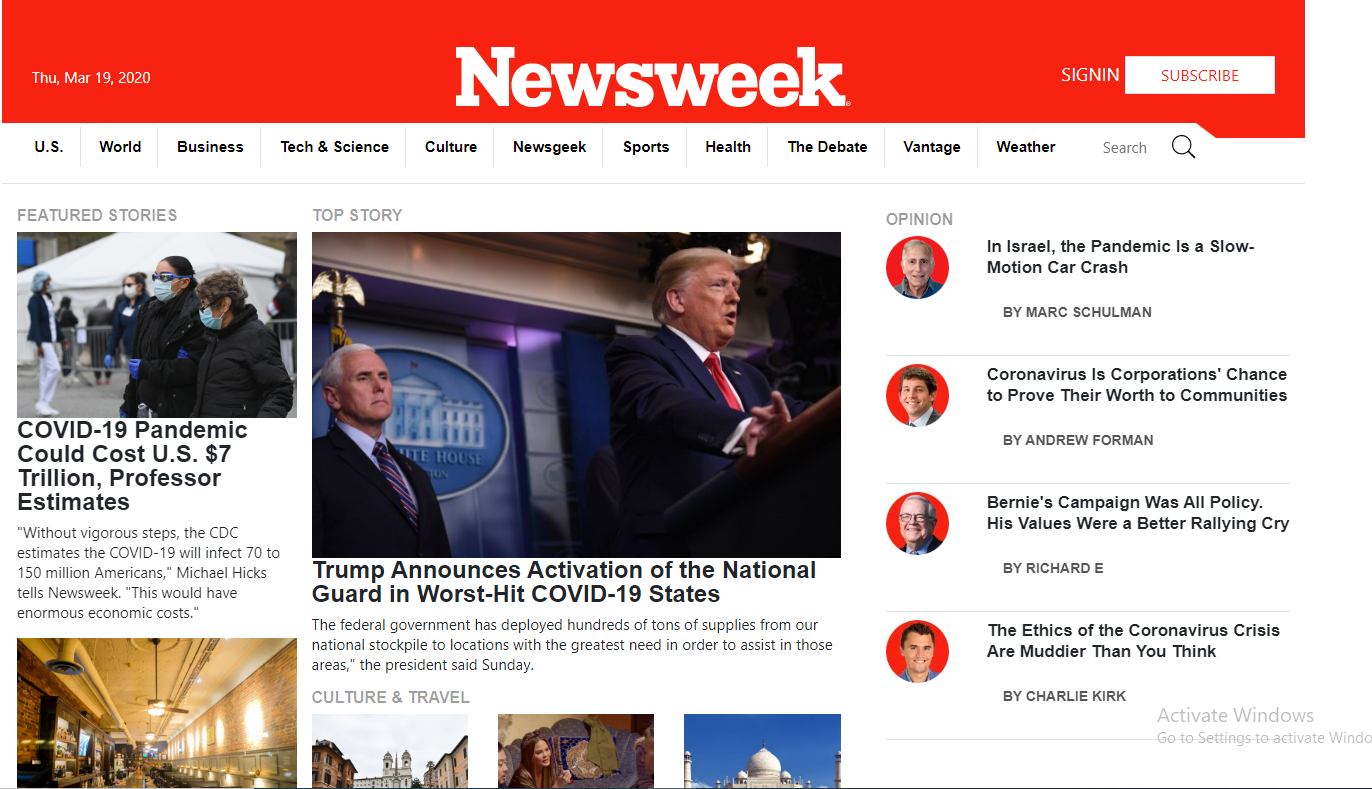 Thu, Mar 19, 2020
Newsweek
SIGNIN
SUBSCRIBE
U.S.
World
Business
Tech & Science
Culture
Newsgeek
Sports
Health
The Debate
Vantage
Weather
Search
FEATURED STORIES
COVID-19 Pandemic
Could Cost U.S. $7
Trillion, Professor
Estimates
"Without vigorous steps, the CDC
estimates the COVID-19 will infect 70 to
150 million Americans," Michael Hicks
tells Newsweek. "This would have
enormous economic costs."
TOP STORY
ITE HOUSE
TON
Trump Announces Activation of the National
Guard in Worst-Hit COVID-19 States
The federal government has deployed hundreds of tons of supplies from our
national stockpile to locations with the greatest need in order to assist in those
areas," the president said Sunday.
CULTURE & TRAVEL
OPINION
In Israel, the Pandemic Is a Slow-
Motion Car Crash
BY MARC SCHULMAN
Coronavirus Is Corporations' Chance
to Prove Their Worth to Communities
BY ANDREW FORMAN
Bernie's Campaign Was All Policy.
His Values Were a Better Rallying Cry
BY RICHARD E
The Ethics of the Coronavirus Crisis
Are Muddier Than You Think
BY CHARLIE KIRK
Activate Windows
Go to Settings to activate Windo